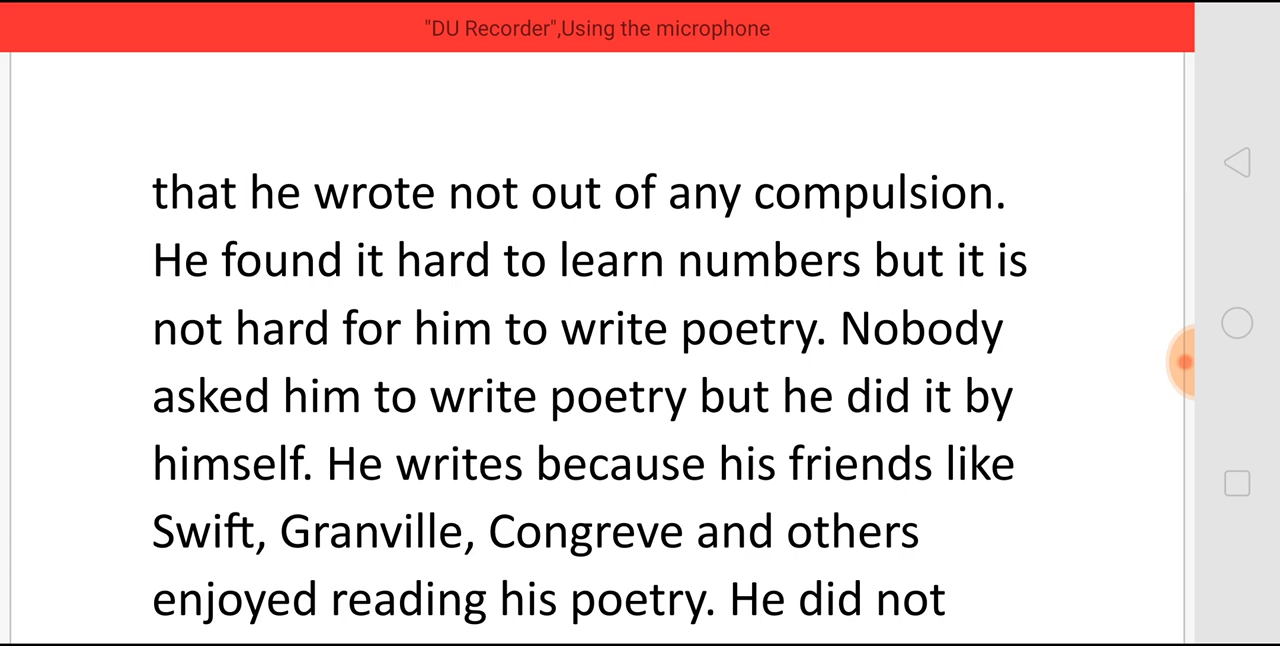 "DU Recorder",Using the microphone
that he wrote not out of any compulsion.
He found it hard to learn numbers but it is
not hard for him to write poetry. Nobody
asked him to write poetry but he did it by
himself. He writes because his friends like
Swift, Granville, Congreve and others
enjoyed reading his poetry. He did not